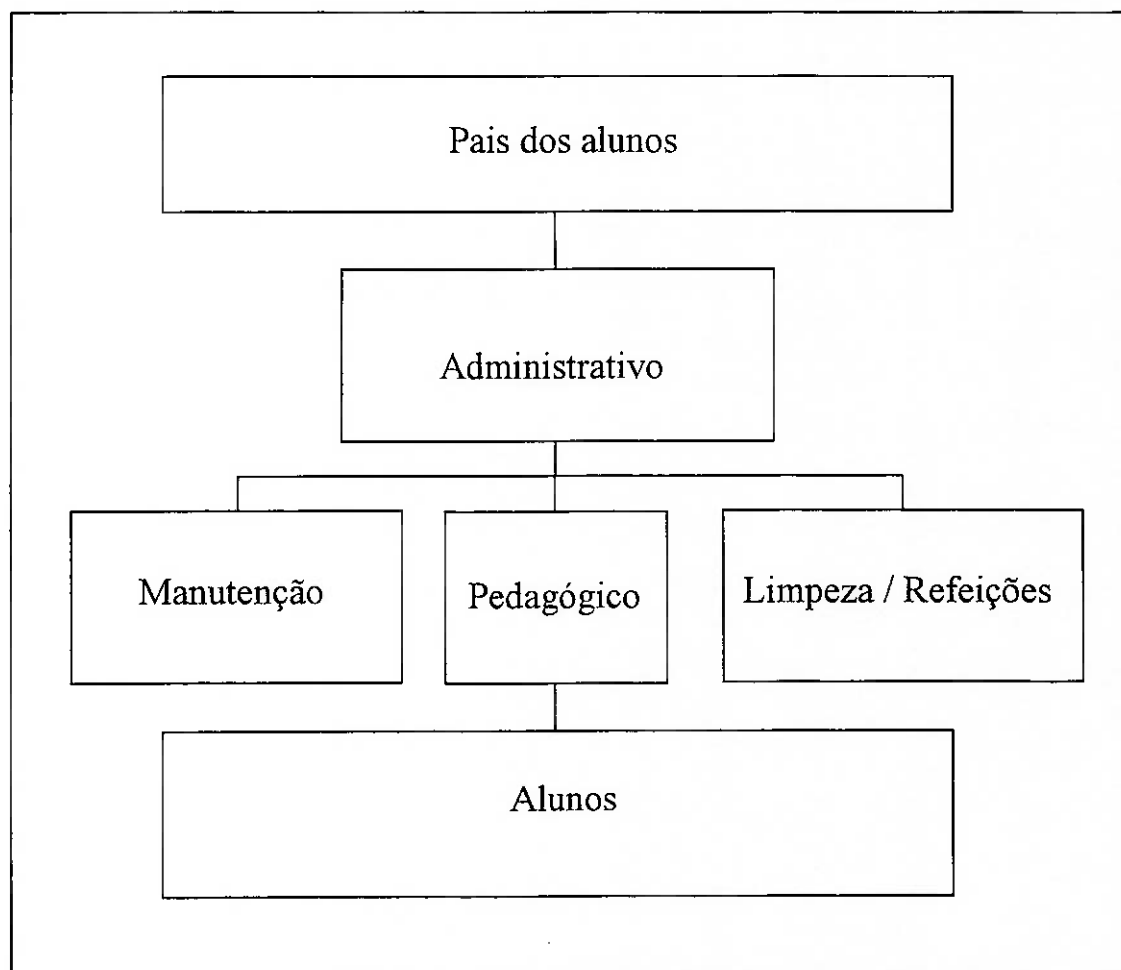 Pais dos alunos
Administrativo
Manutenção
Pedagógico
Limpeza / Refeições
Alunos